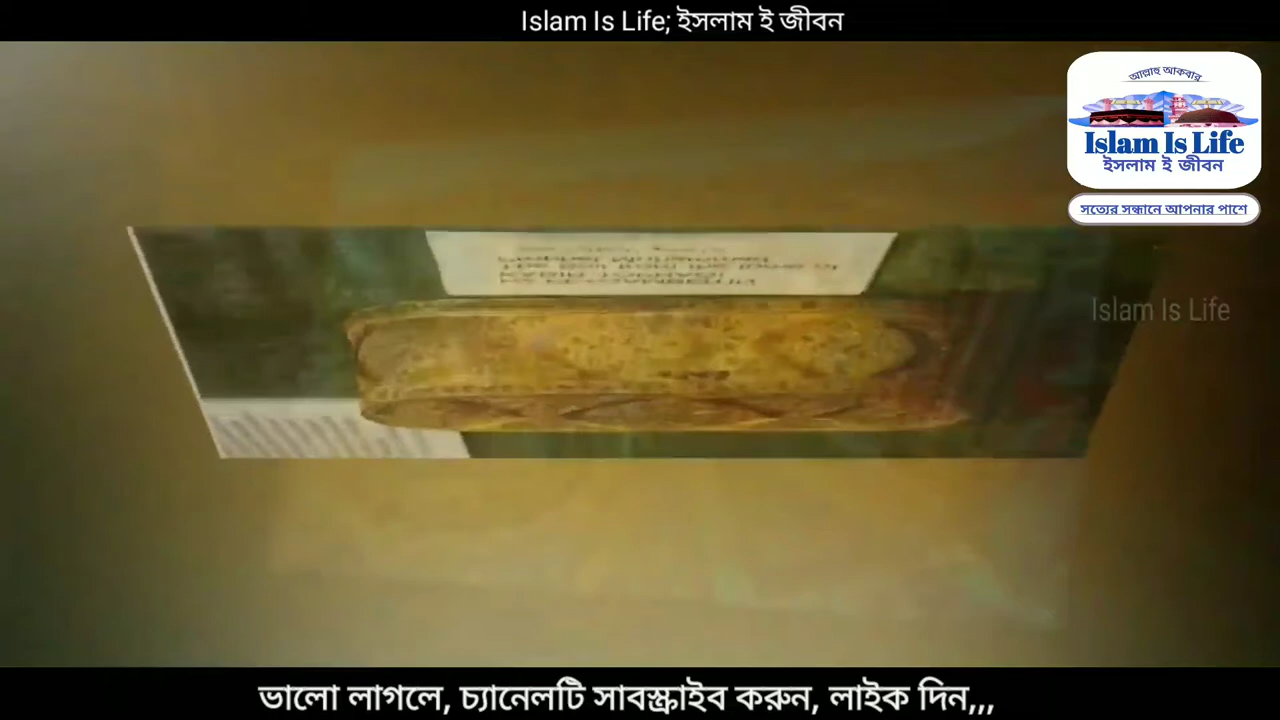 Islam Is Life; ইসলাম ই জীবন
আল্লাহু আকবার
Islam Is Life
ইসলাম ই জীবন
সত্যের সন্ধানে আপনার পাশে
Islam Is Life
ভালো লাগলে, চ্যানেলটি সাবস্ক্রাইব করুন, লাইক দিন,,,